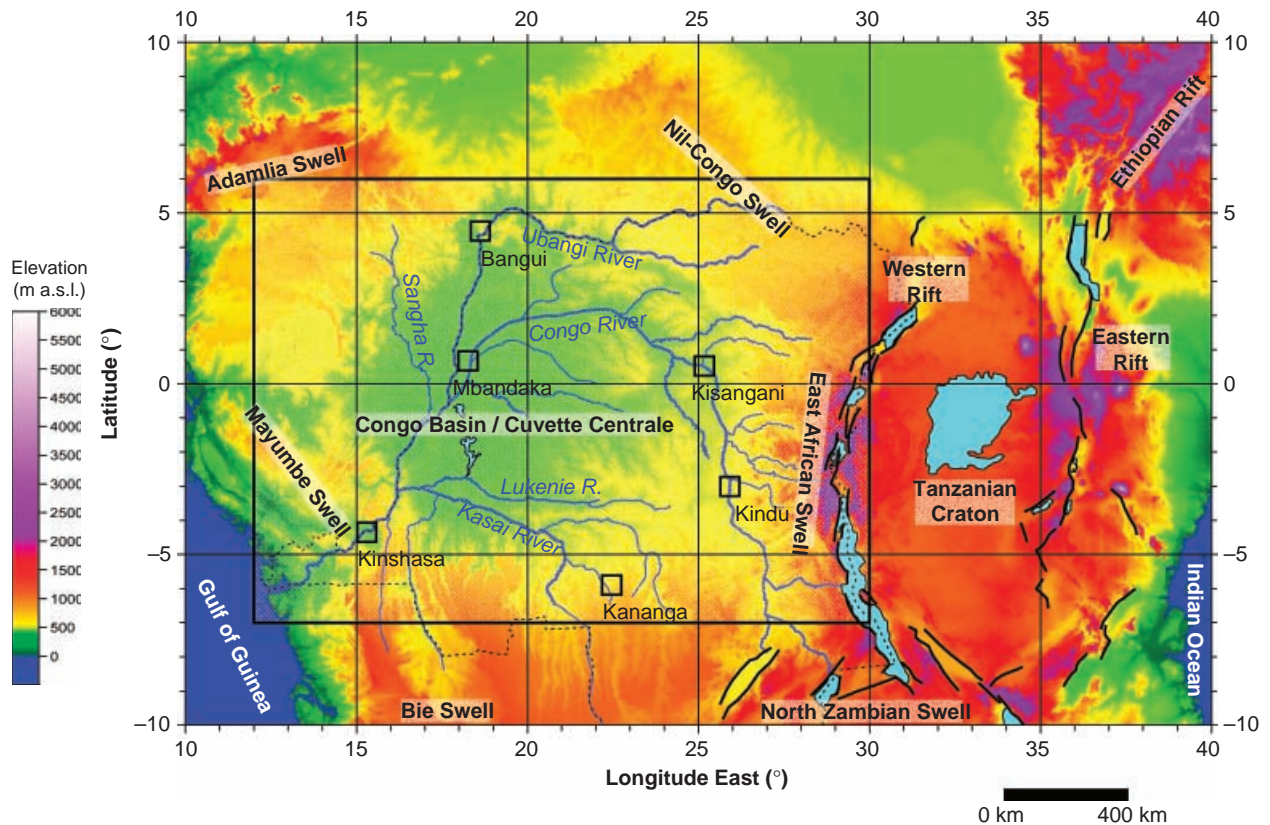 10 15 20 25 30 35 40
10 10
Adamlia Swell
Nil-Congo Swell
Ethiopian Rift
5 5
Elevation
(m a.s.l.)
6000
5500
5000
4500
4000
3500
3000
2500
2000
1500
1000
500
0
Latitude (°)
Bangui
Ubangi River
Sangha R.
Western
Rift
Congo River
Eastern
Rift
0 0
Mbandaka
Kisangani
Congo Basin / Cuvette Centrale
East African Swell
Mayumbe Swell
Lukenie R.
Kasai River
Kindu
Tanzanian
Craton
Kinshasa
–5 –5
Kananga
Gulf of Guinea
Indian Ocean
Bie Swell
North Zambian Swell
–10 –10
10 15 20 25 30 35 40
Longitude East (°)
0 km 400 km